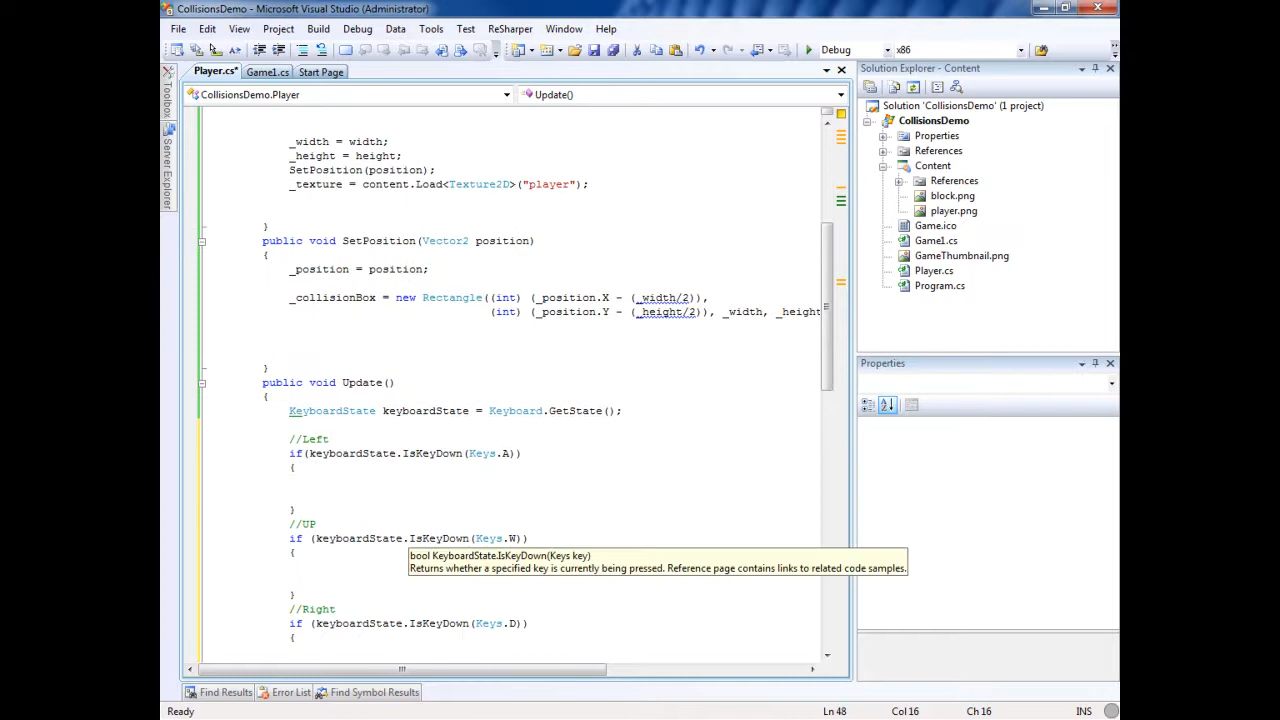 CollisionsDemo - Microsoft Visual Studio (Administrator)
File Edit View Project Build Debug Data Tools Test ReSharper Window Help
Debug x86
Player.cs* Game1.cs Start Page
Solution Explorer - Content
CollisionsDemo.Player Update()
Toolbox
Server Explorer
_width = width;
_height = height;
SetPosition(position);
_texture = content.Load<Texture2D>("player");
}
public void SetPosition(Vector2 position)
{
_position = position;
_collisionBox = new Rectangle((int) (_position.X - (_width/2)),
(int) (_position.Y - (_height/2)), _width, _height
}
public void Update()
{
KeyboardState keyboardState = Keyboard.GetState();
//Left
if(keyboardState.IsKeyDown(Keys.A))
{
}
//UP
if (keyboardState.IsKeyDown(Keys.W))
{
bool KeyboardState.IsKeyDown(Keys key)
Returns whether a specified key is currently being pressed. Reference page contains links to related code samples.
}
//Right
if (keyboardState.IsKeyDown(Keys.D))
{
Solution 'CollisionsDemo' (1 project)
CollisionsDemo
Properties
References
Content
References
block.png
player.png
Game.ico
Game1.cs
GameThumbnail.png
Player.cs
Program.cs
Properties
Find Results Error List Find Symbol Results
Ready Ln 48 Col 16 Ch 16 INS